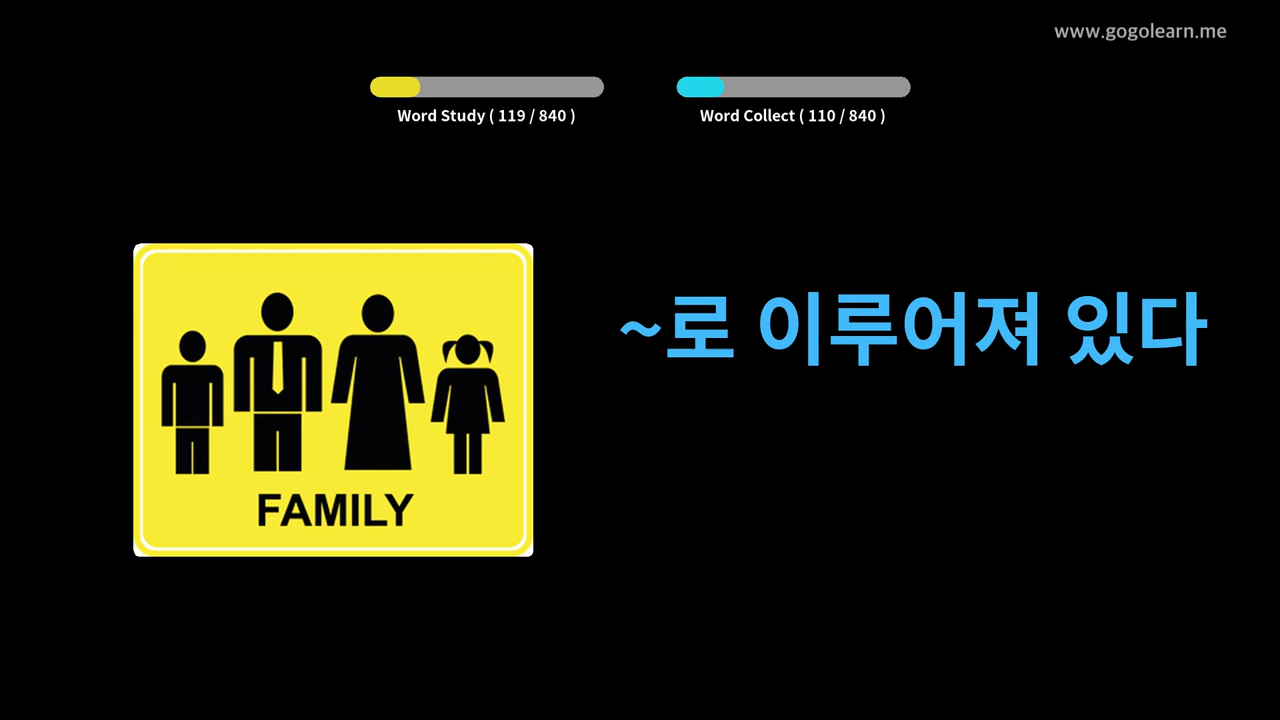 www.gogolearn.me
Word Study ( 119 / 840 )
Word Collect ( 110 / 840 )
~로 이루어져 있다
FAMILY